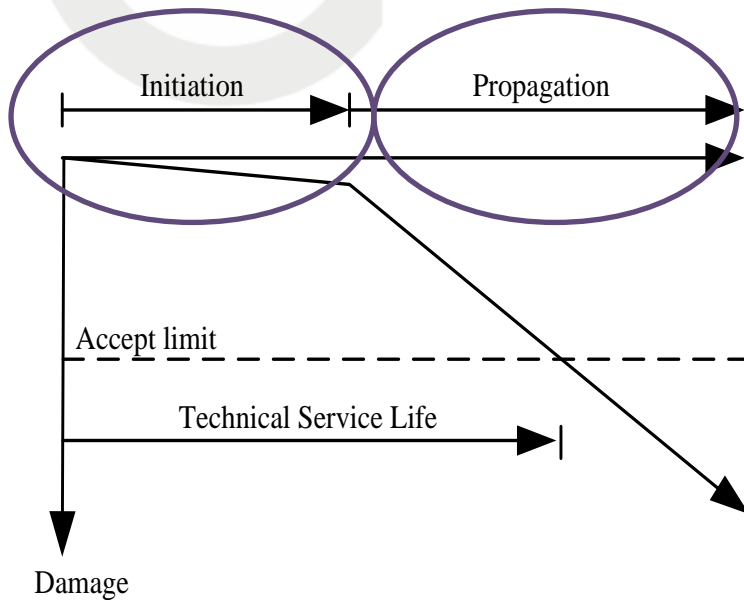 Initiation
Propagation
Accept limit
Technical Service Life
Damage